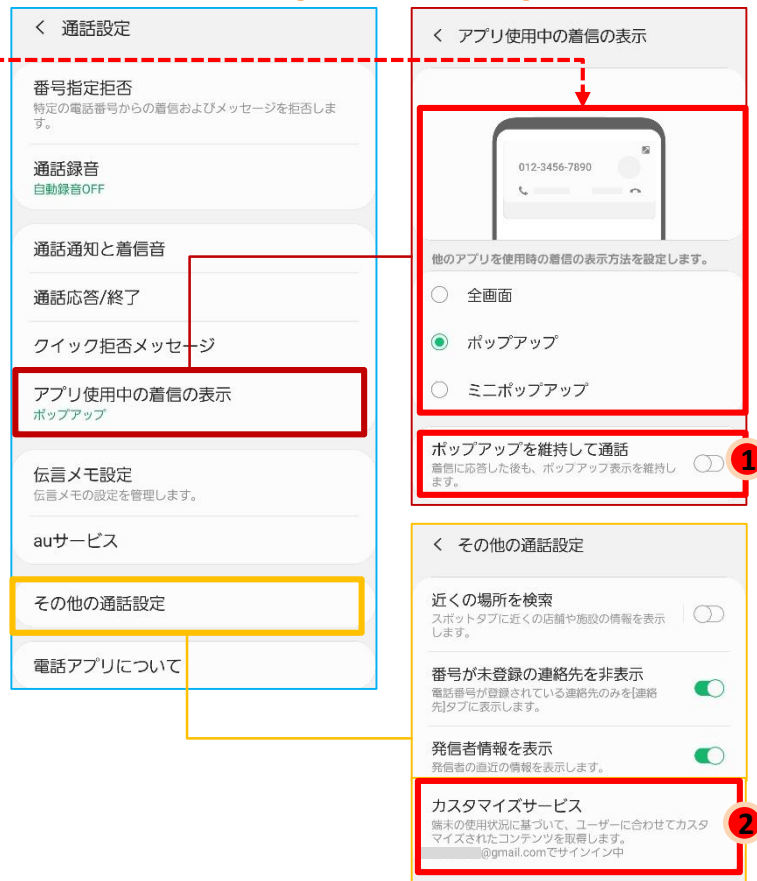 く 通話設定
番号指定拒否
特定の電話番号からの着信およびメッセージを拒否しま
す。
通話録音
自動録音OFF
通話通知と着信音
通話応答/終了
クイック拒否メッセージ
アプリ使用中の着信の表示
ポップアップ
伝言メモ設定
伝言メモの設定を管理します。
auサービス
その他の通話設定
電話アプリについて
く アプリ使用中の着信の表示
012-3456-7890
他のアプリを使用時の着信の表示方法を設定します。
全画面
ポップアップ
ミニポップアップ
ポップアップを維持して通話
着信に応答した後も、ポップアップ表示を維持し
ます。
1
く その他の通話設定
近くの場所を検索
スポットタブに近くの店舗や施設の情報を表示
します。
番号が未登録の連絡先を非表示
電話番号が登録されている連絡先のみを[連絡
先]タブに表示します。
発信者情報を表示
発信者の直近の情報を表示します。
カスタマイズサービス
端末の使用状況に基づいて、ユーザーに合わせてカスタ
マイズされたコンテンツを取得します。
@gmail.comでサインイン中
2